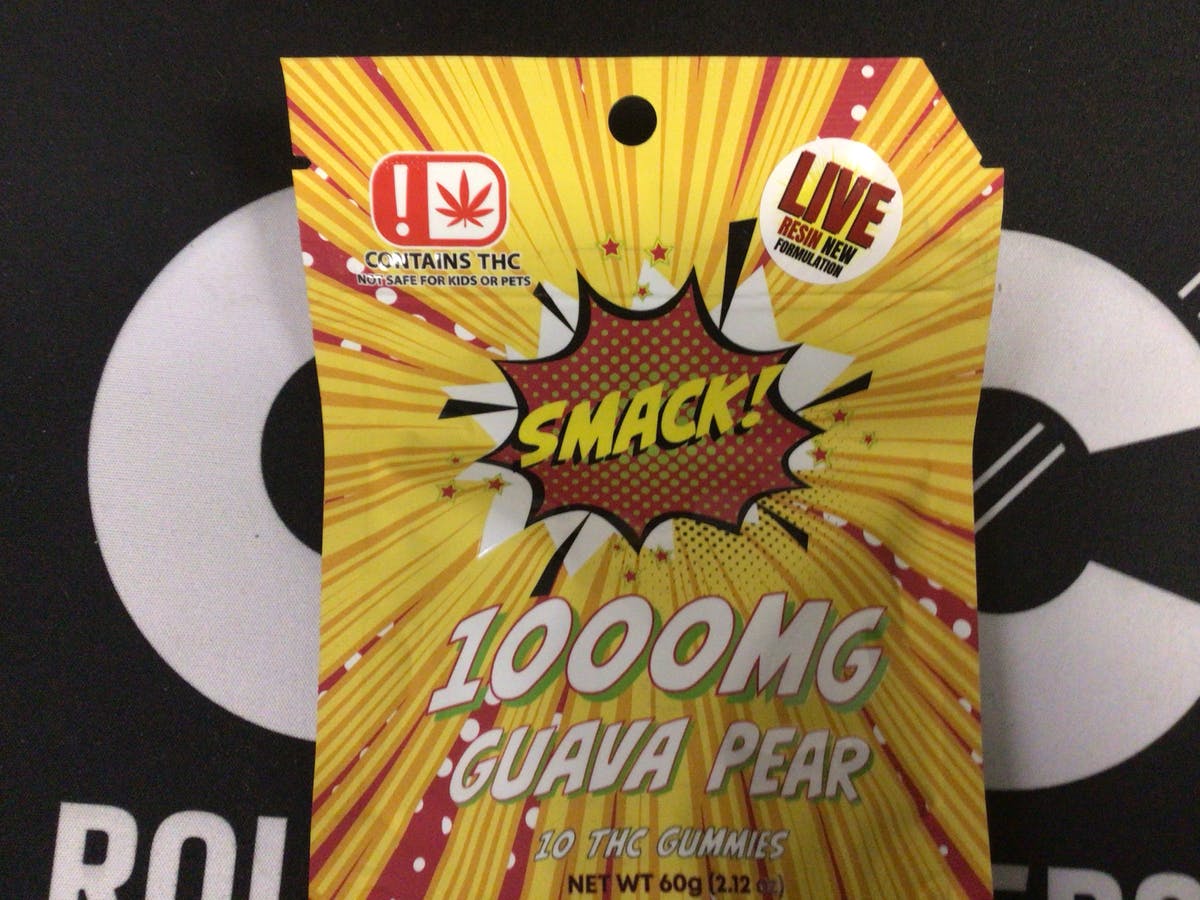 CONTAINS THC
NOT SAFE FOR KIDS OR PETS
LIVE
RESIN NEW
FORMULATION
SMACK!
1000MG
GUAVA PEAR
10 THC GUMMIES
NET WT 60g (2.12 oz)